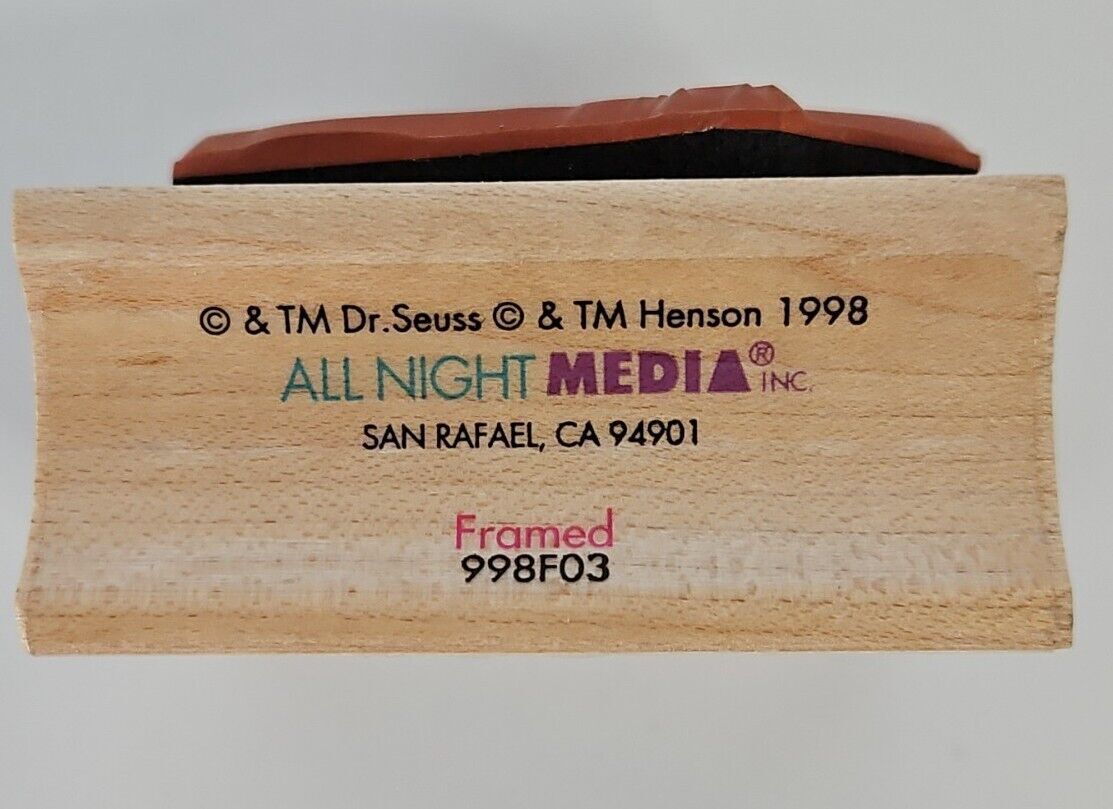 © & TM Dr.Seuss © & TM Henson 1998
ALL NIGHT MEDIA® INC.
SAN RAFAEL, CA 94901
Framed
998F03